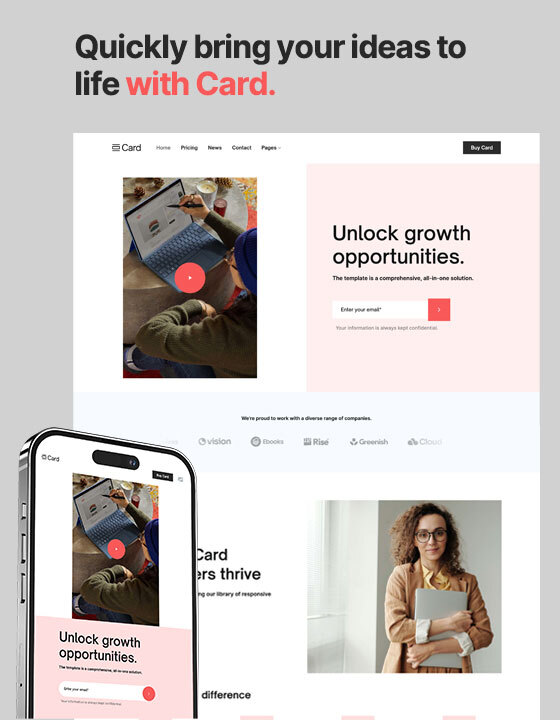 Quickly bring your ideas to
life with Card.
Card Home Pricing News Contact Pages Buy Card
Unlock growth
opportunities.
The template is a comprehensive, all-in-one solution.
Enter your email*
Your information is always kept confidential.
We're proud to work with a diverse range of companies.
vision Ebooks Rise Greenish Cloud
Card
ers thrive
ing our library of responsive
difference
Card Buy Card
Unlock growth
opportunities.
The template is a comprehensive, all-in-one solution.
Enter your email*
Your information is always kept confidential.